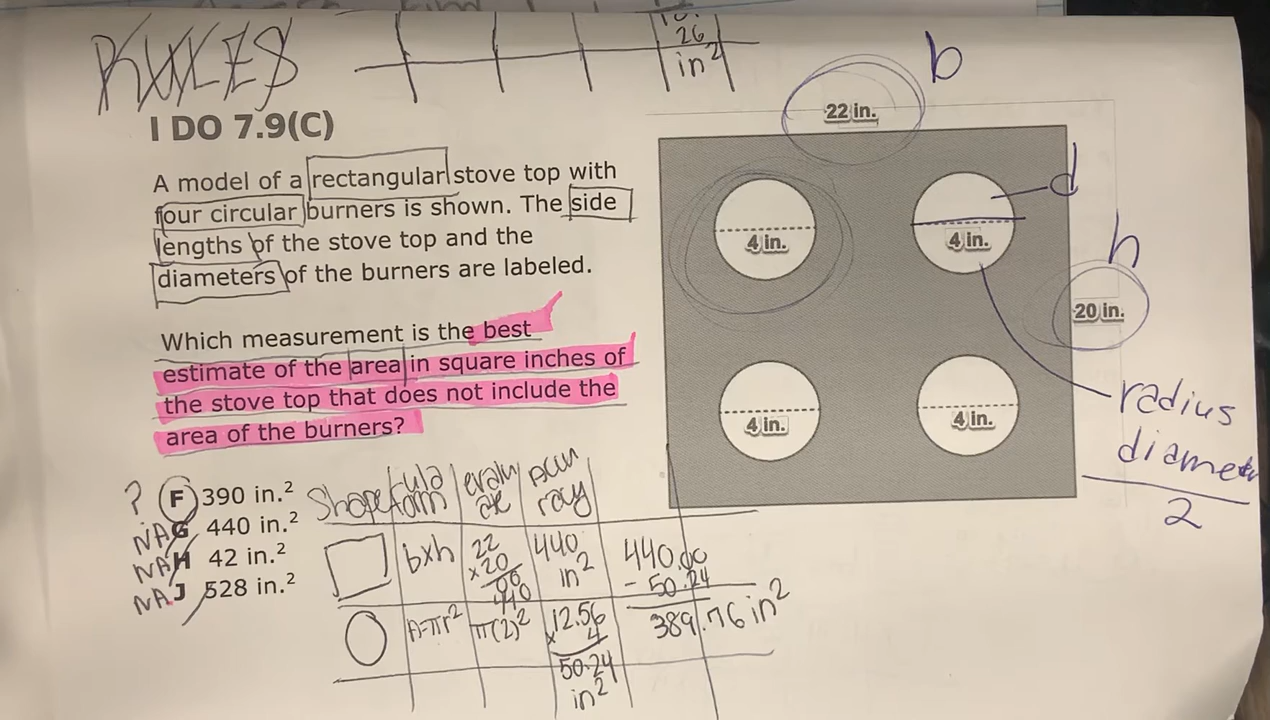 RULES
26
in²
b
22 in.
I DO 7.9(C)
A model of a rectangular stove top with
four circular burners is shown. The side
lengths of the stove top and the
diameters of the burners are labeled.
Which measurement is the best
estimate of the area in square inches of
the stove top that does not include the
area of the burners?
? F 390 in.²
NA G 440 in.²
NA H 42 in.²
NA J 528 in.²
d
4 in.
4 in.
h
20 in.
4 in.
4 in.
radius
diameter
2
Shape
b×h
22
×20
00
440
440
in²
440.00
- 50.24
389.76 in²
A=πr²
π(2)²
12.56
× 4
50.24
in²